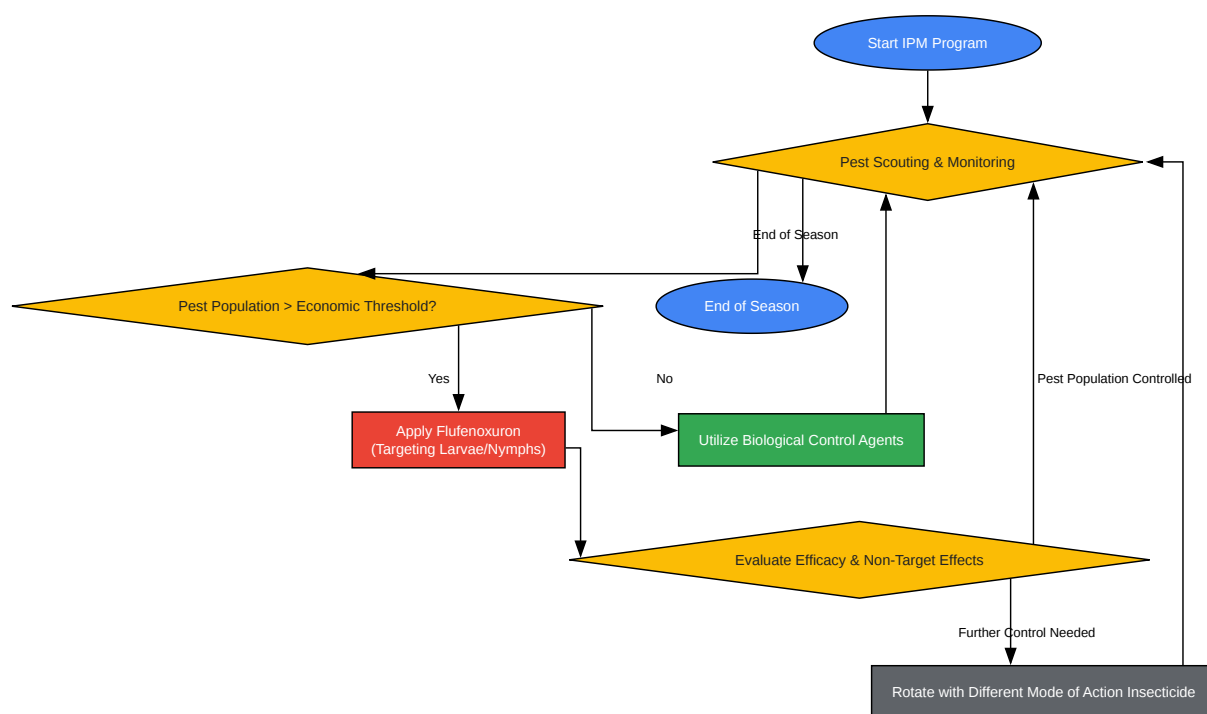 Start IPM Program
Pest Scouting & Monitoring
End of Season
Pest Population > Economic Threshold?
End of Season
Yes
No
Pest Population Controlled
Apply Flufenoxuron
(Targeting Larvae/Nymphs)
Utilize Biological Control Agents
Evaluate Efficacy & Non-Target Effects
Further Control Needed
Rotate with Different Mode of Action Insecticide